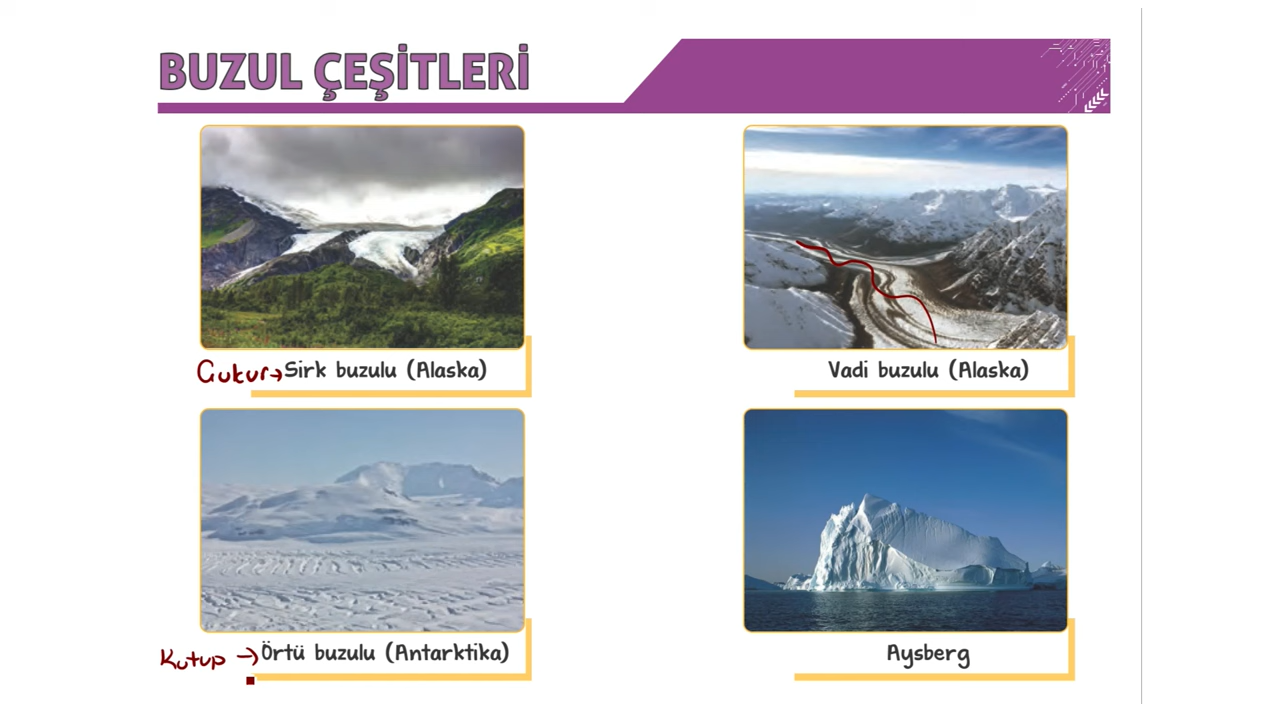 BUZUL ÇEŞİTLERİ
Çukur→Sirk buzulu (Alaska)
Vadi buzulu (Alaska)
Kutup →Örtü buzulu (Antarktika)
Aysberg